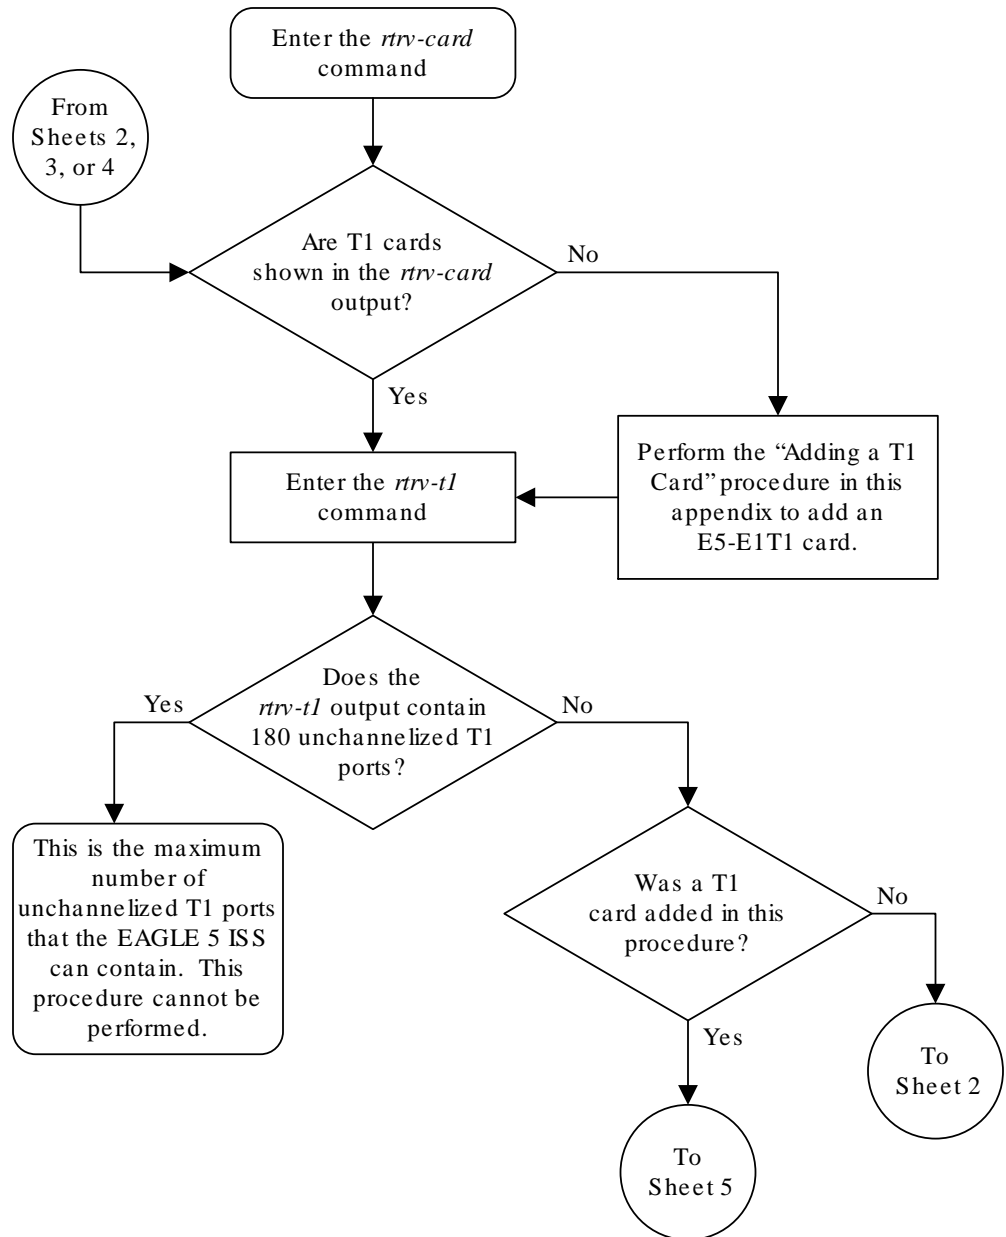 Enter the rtrv-card
command
From
Sheets 2,
3, or 4
Are T1 cards
shown in the rtrv-card
output?
No
Yes
Enter the rtrv-t1
command
Perform the “Adding a T1
Card” procedure in this
appendix to add an
E5-E1T1 card.
Does the
rtrv-t1 output contain
180 unchannelized T1
ports?
Yes
No
This is the maximum
number of
unchannelized T1 ports
that the EAGLE 5 ISS
can contain. This
procedure cannot be
performed.
Was a T1
card added in this
procedure?
No
Yes
To
Sheet 2
To
Sheet 5